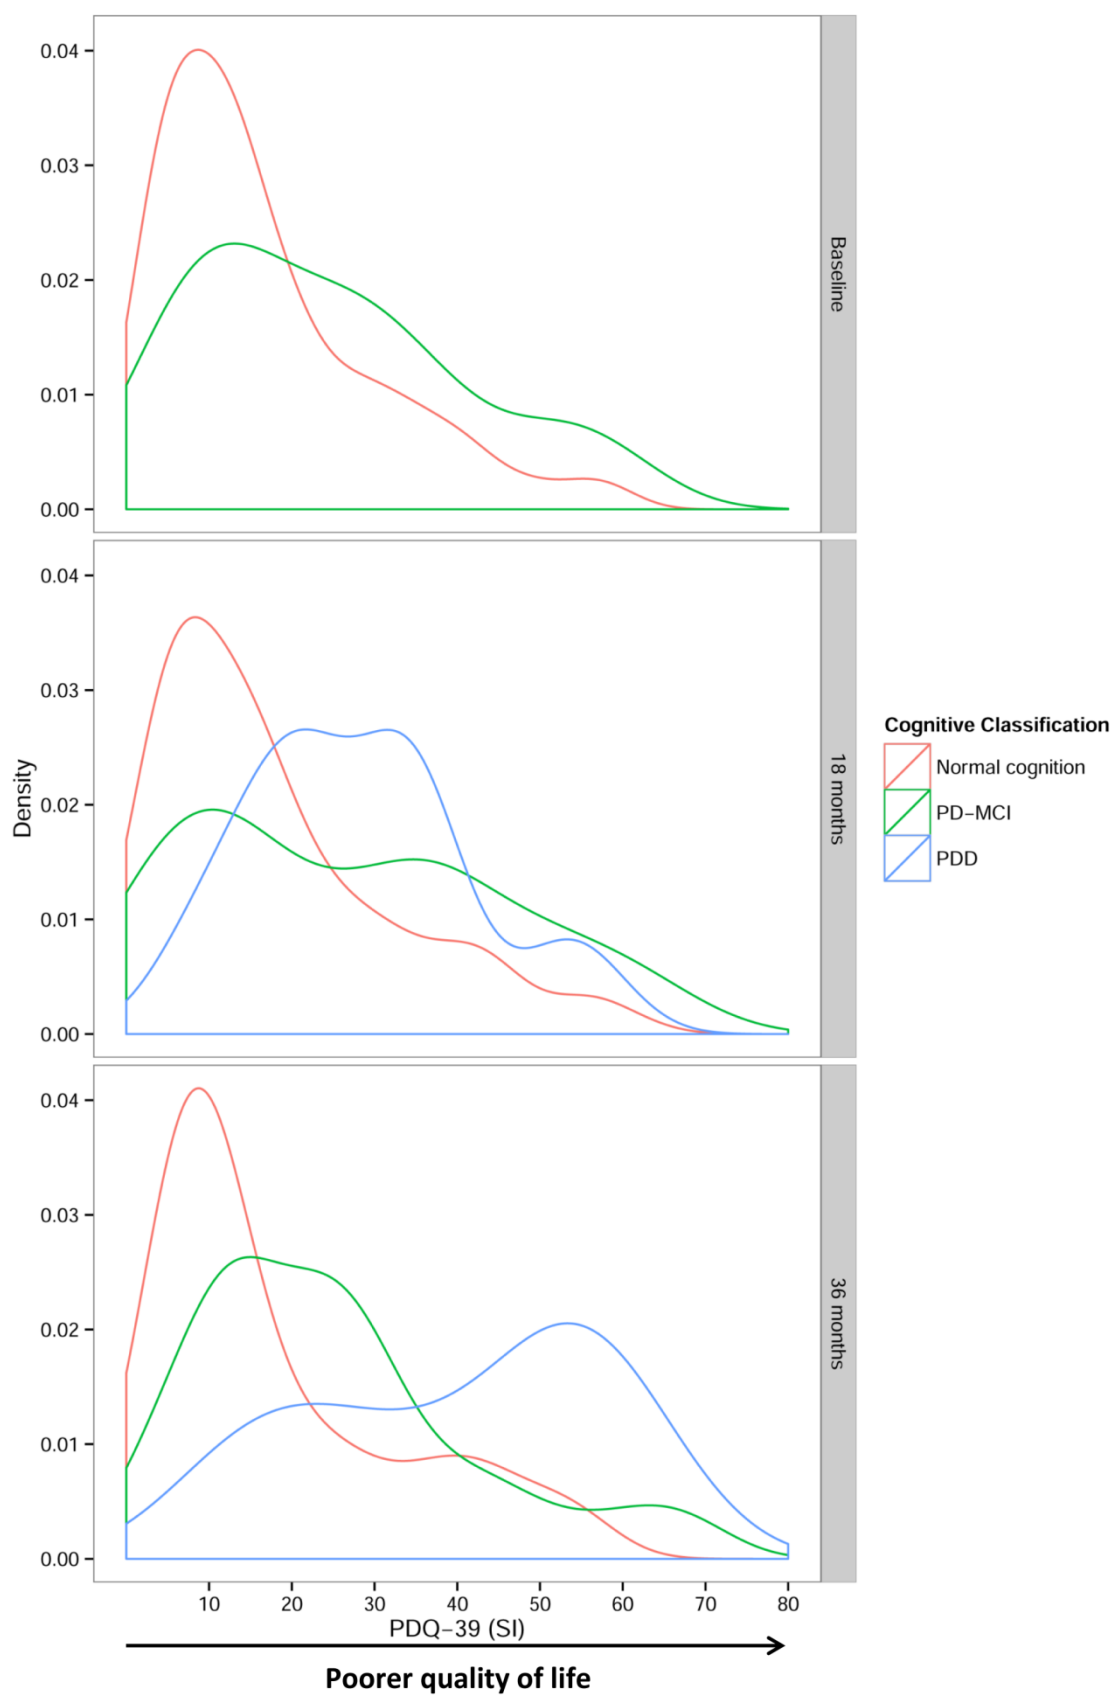 0.04
0.03
0.02
0.01
0.00
Baseline
0.04
0.03
0.02
0.01
0.00
18 months
Density
Cognitive Classification
Normal cognition
PD−MCI
PDD
0.04
0.03
0.02
0.01
0.00
36 months
10 20 30 40 50 60 70 80
PDQ−39 (SI)
Poorer quality of life